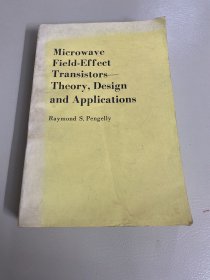 Microwave
Field-Effect
Transistors—
Theory, Design
and Applications
Raymond S. Pengelly